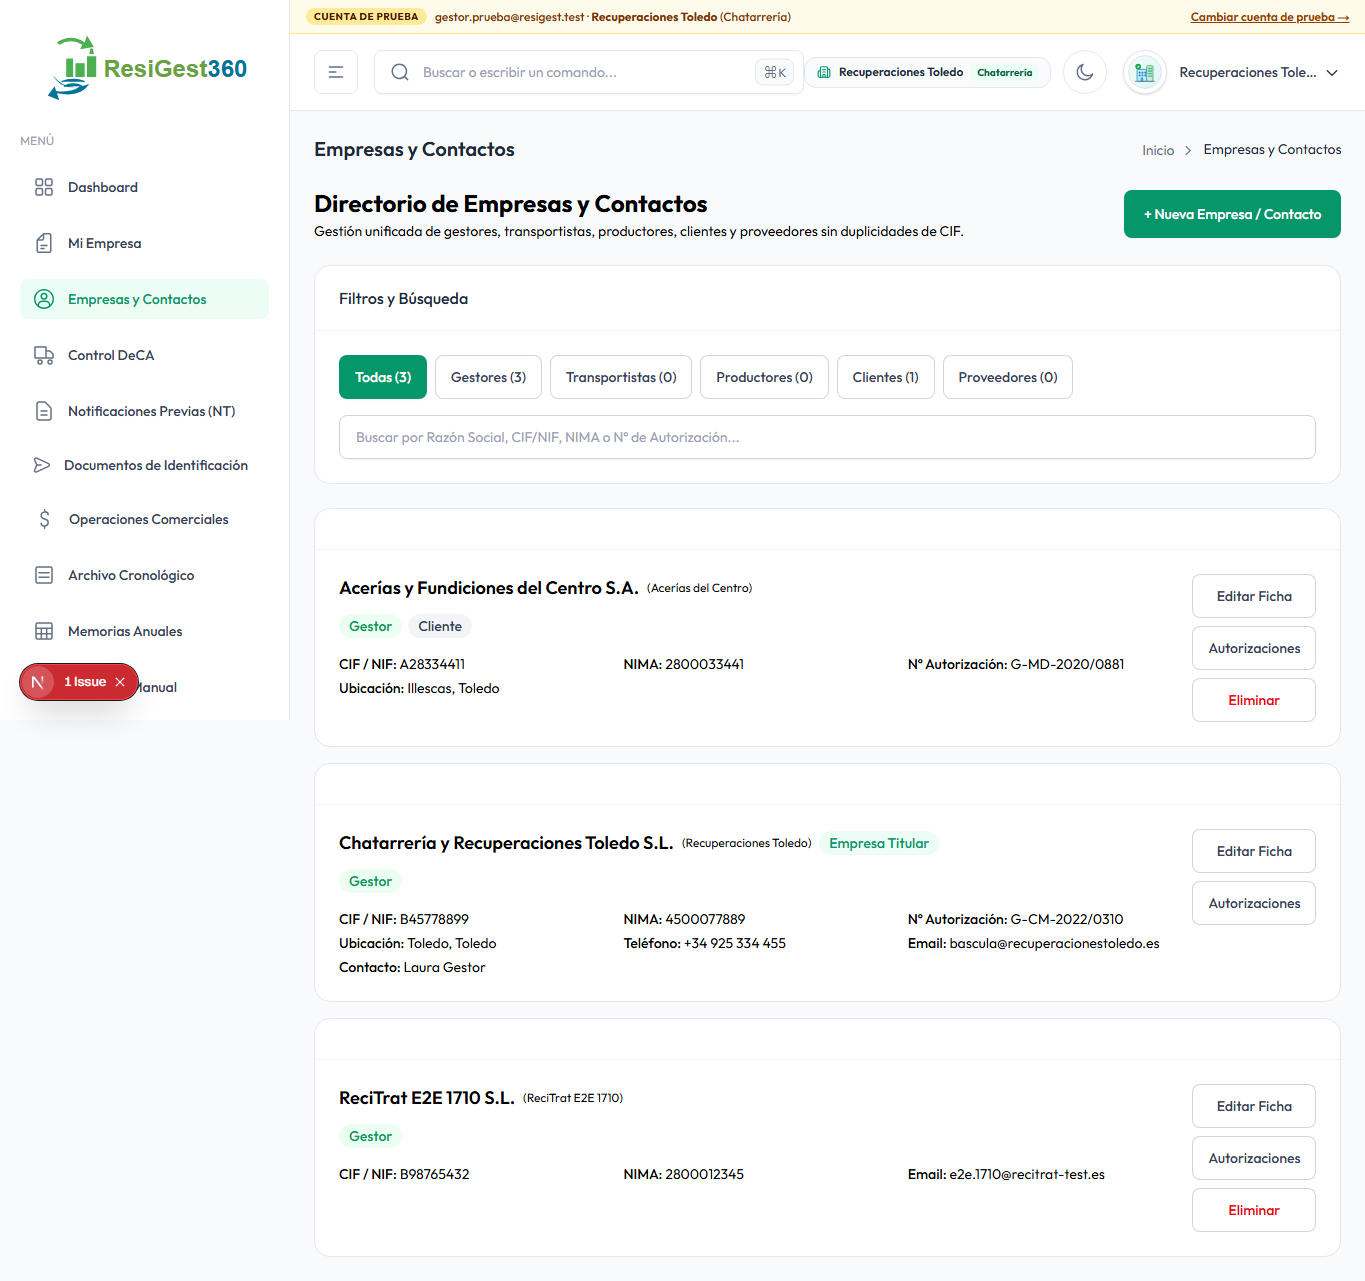 CUENTA DE PRUEBA gestor.prueba@resigest.test · Recuperaciones Toledo (Chatarrería) Cambiar cuenta de prueba →
ResiGest360
Buscar o escribir un comando... ⌘K Recuperaciones Toledo Chatarrería Recuperaciones Tole...
MENÚ
Dashboard
Mi Empresa
Empresas y Contactos
Control DeCA
Notificaciones Previas (NT)
Documentos de Identificación
Operaciones Comerciales
Archivo Cronológico
Memorias Anuales
Manual
N 1 Issue ×
Empresas y Contactos Inicio > Empresas y Contactos
Directorio de Empresas y Contactos
Gestión unificada de gestores, transportistas, productores, clientes y proveedores sin duplicidades de CIF.
+ Nueva Empresa / Contacto
Filtros y Búsqueda
Todas (3) Gestores (3) Transportistas (0) Productores (0) Clientes (1) Proveedores (0)
Buscar por Razón Social, CIF/NIF, NIMA o Nº de Autorización...
Acerías y Fundiciones del Centro S.A. (Acerías del Centro)
Gestor Cliente
CIF / NIF: A28334411 NIMA: 2800033441 Nº Autorización: G-MD-2020/0881
Ubicación: Illescas, Toledo
Editar Ficha
Autorizaciones
Eliminar
Chatarrería y Recuperaciones Toledo S.L. (Recuperaciones Toledo) Empresa Titular
Gestor
CIF / NIF: B45778899 NIMA: 4500077889 Nº Autorización: G-CM-2022/0310
Ubicación: Toledo, Toledo Teléfono: +34 925 334 455 Email: bascula@recuperacionestoledo.es
Contacto: Laura Gestor
Editar Ficha
Autorizaciones
ReciTrat E2E 1710 S.L. (ReciTrat E2E 1710)
Gestor
CIF / NIF: B98765432 NIMA: 2800012345 Email: e2e.1710@recitrat-test.es
Editar Ficha
Autorizaciones
Eliminar